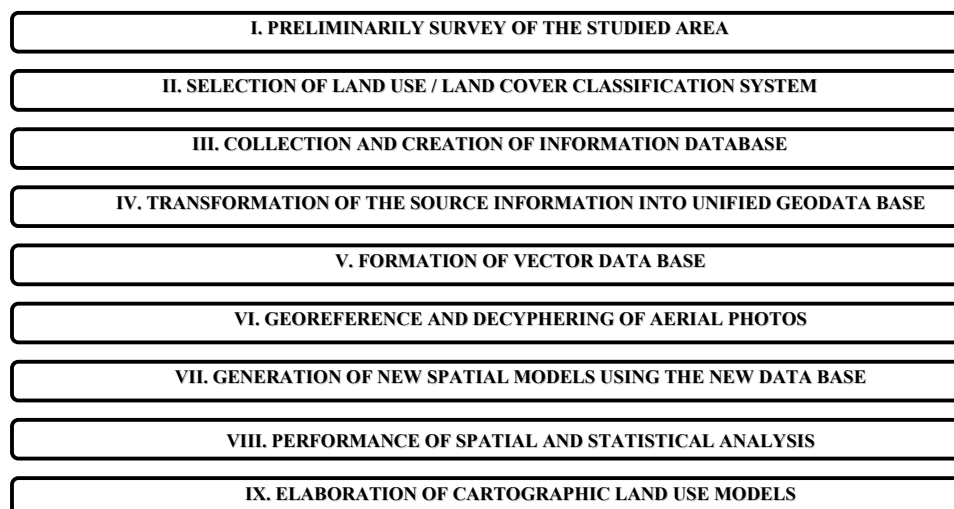 I. PRELIMINARILY SURVEY OF THE STUDIED AREA
II. SELECTION OF LAND USE / LAND COVER CLASSIFICATION SYSTEM
III. COLLECTION AND CREATION OF INFORMATION DATABASE
IV. TRANSFORMATION OF THE SOURCE INFORMATION INTO UNIFIED GEODATA BASE
V. FORMATION OF VECTOR DATA BASE
VI. GEOREFERENCE AND DECYPHERING OF AERIAL PHOTOS
VII. GENERATION OF NEW SPATIAL MODELS USING THE NEW DATA BASE
VIII. PERFORMANCE OF SPATIAL AND STATISTICAL ANALYSIS
IX. ELABORATION OF CARTOGRAPHIC LAND USE MODELS